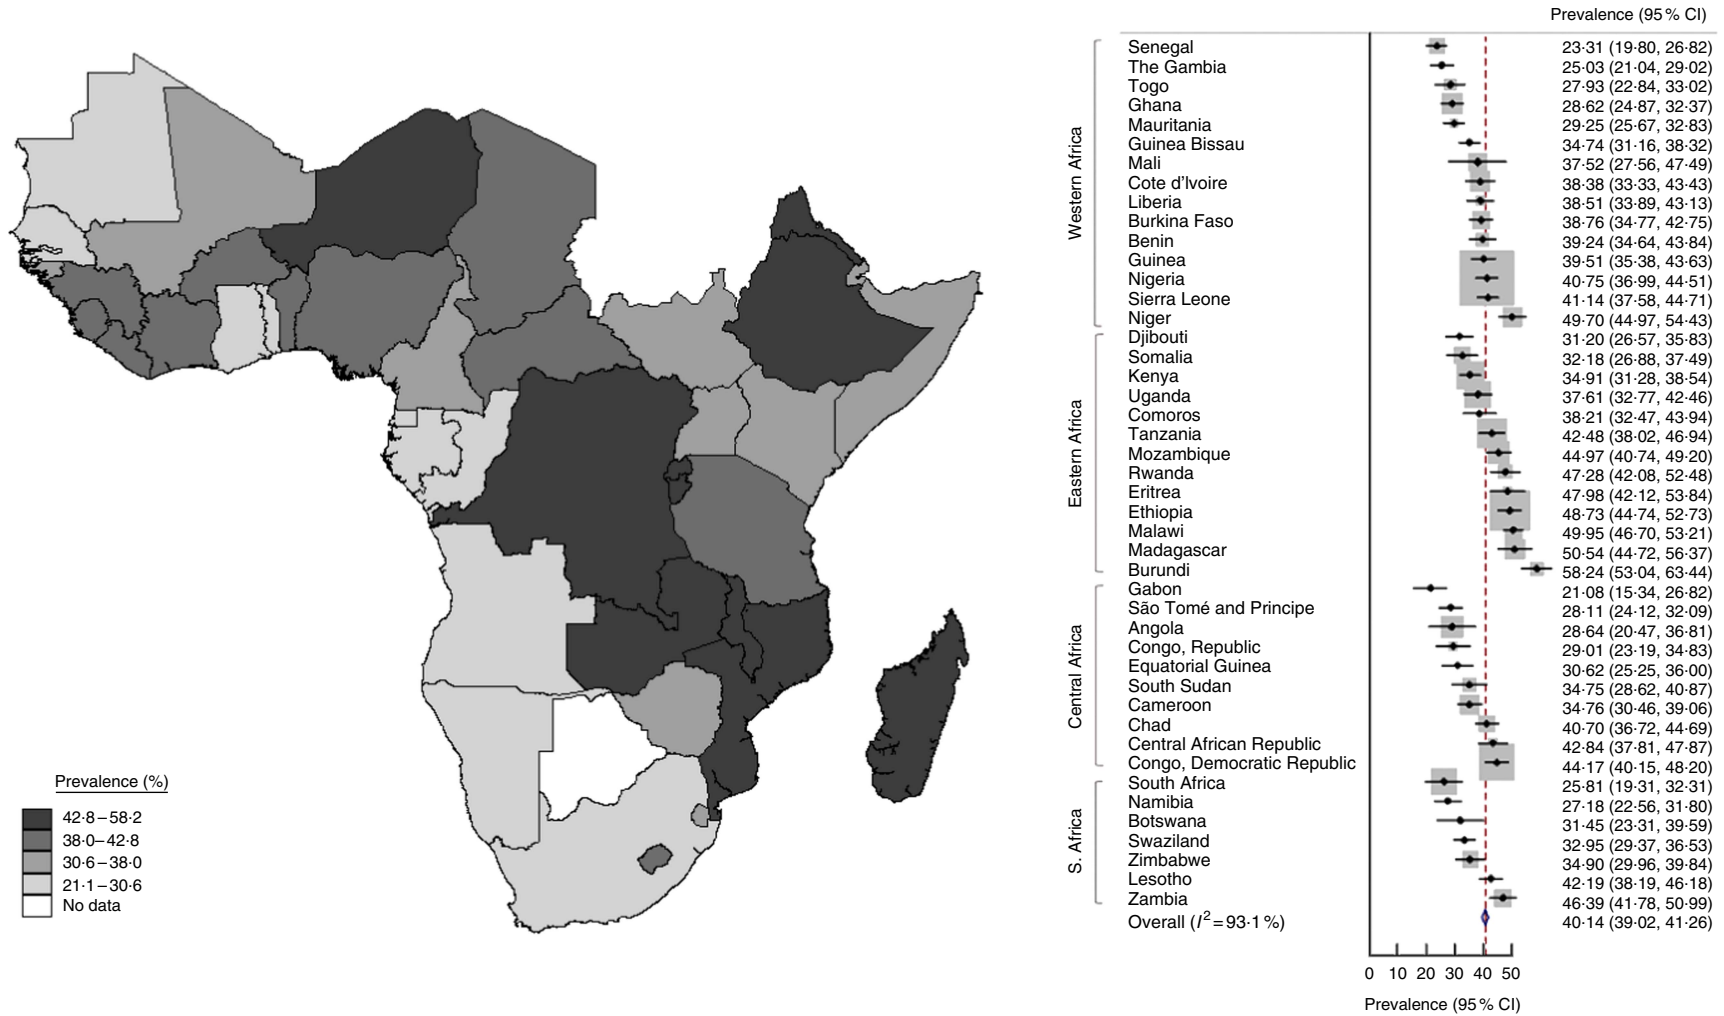 Prevalence (95 % CI)
Western Africa
Senegal 23·31 (19·80, 26·82)
The Gambia 25·03 (21·04, 29·02)
Togo 27·93 (22·84, 33·02)
Ghana 28·62 (24·87, 32·37)
Mauritania 29·25 (25·67, 32·83)
Guinea Bissau 34·74 (31·16, 38·32)
Mali 37·52 (27·56, 47·49)
Cote d'Ivoire 38·38 (33·33, 43·43)
Liberia 38·51 (33·89, 43·13)
Burkina Faso 38·76 (34·77, 42·75)
Benin 39·24 (34·64, 43·84)
Guinea 39·51 (35·38, 43·63)
Nigeria 40·75 (36·99, 44·51)
Sierra Leone 41·14 (37·58, 44·71)
Niger 49·70 (44·97, 54·43)
Eastern Africa
Djibouti 31·20 (26·57, 35·83)
Somalia 32·18 (26·88, 37·49)
Kenya 34·91 (31·28, 38·54)
Uganda 37·61 (32·77, 42·46)
Comoros 38·21 (32·47, 43·94)
Tanzania 42·48 (38·02, 46·94)
Mozambique 44·97 (40·74, 49·20)
Rwanda 47·28 (42·08, 52·48)
Eritrea 47·98 (42·12, 53·84)
Ethiopia 48·73 (44·74, 52·73)
Malawi 49·95 (46·70, 53·21)
Madagascar 50·54 (44·72, 56·37)
Burundi 58·24 (53·04, 63·44)
Central Africa
Gabon 21·08 (15·34, 26·82)
São Tomé and Principe 28·11 (24·12, 32·09)
Angola 28·64 (20·47, 36·81)
Congo, Republic 29·01 (23·19, 34·83)
Equatorial Guinea 30·62 (25·25, 36·00)
South Sudan 34·75 (28·62, 40·87)
Cameroon 34·76 (30·46, 39·06)
Chad 40·70 (36·72, 44·69)
Central African Republic 42·84 (37·81, 47·87)
Congo, Democratic Republic 44·17 (40·15, 48·20)
S. Africa
South Africa 25·81 (19·31, 32·31)
Namibia 27·18 (22·56, 31·80)
Botswana 31·45 (23·31, 39·59)
Swaziland 32·95 (29·37, 36·53)
Zimbabwe 34·90 (29·96, 39·84)
Lesotho 42·19 (38·19, 46·18)
Zambia 46·39 (41·78, 50·99)
Overall (I² = 93·1 %) 40·14 (39·02, 41·26)
0 10 20 30 40 50
Prevalence (95 % CI)
Prevalence (%)
42·8 – 58·2
38·0 – 42·8
30·6 – 38·0
21·1 – 30·6
No data